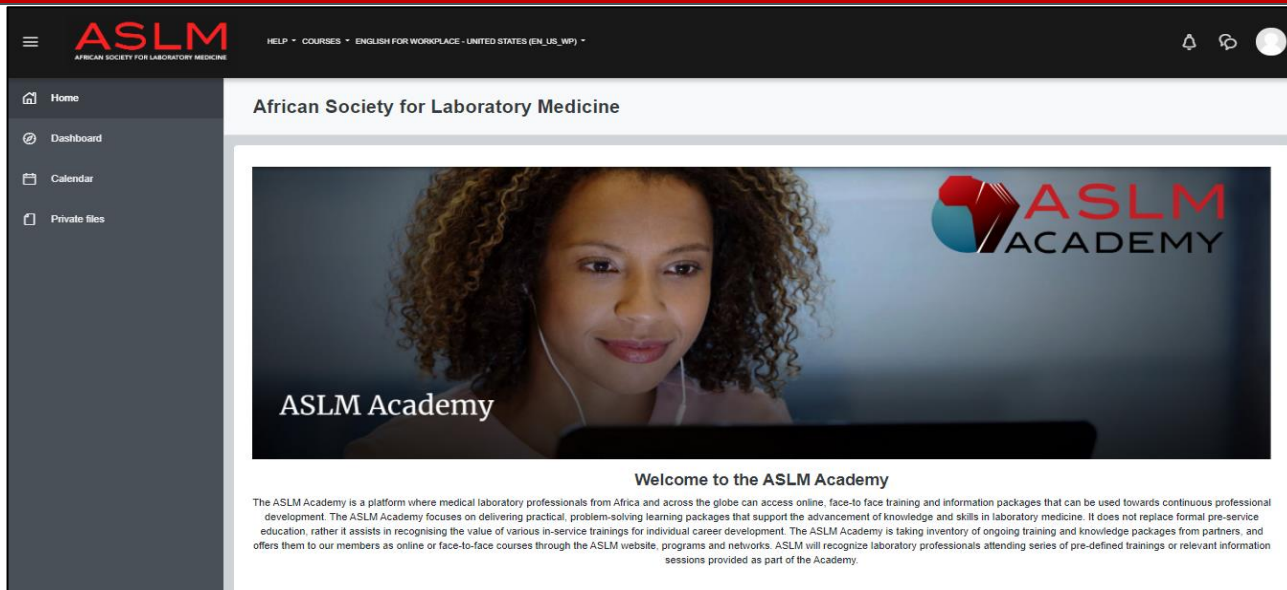 ASLM
AFRICAN SOCIETY FOR LABORATORY MEDICINE
HELP COURSES ENGLISH FOR WORKPLACE - UNITED STATES (EN_US_WP)
Home
Dashboard
Calendar
Private files
African Society for Laboratory Medicine
ASLM
ACADEMY
ASLM Academy
Welcome to the ASLM Academy
The ASLM Academy is a platform where medical laboratory professionals from Africa and across the globe can access online, face-to face training and information packages that can be used towards continuous professional
development. The ASLM Academy focuses on delivering practical, problem-solving learning packages that support the advancement of knowledge and skills in laboratory medicine. It does not replace formal pre-service
education, rather it assists in recognising the value of various in-service trainings for individual career development. The ASLM Academy is taking inventory of ongoing training and knowledge packages from partners, and
offers them to our members as online or face-to-face courses through the ASLM website, programs and networks. ASLM will recognize laboratory professionals attending series of pre-defined trainings or relevant information
sessions provided as part of the Academy.